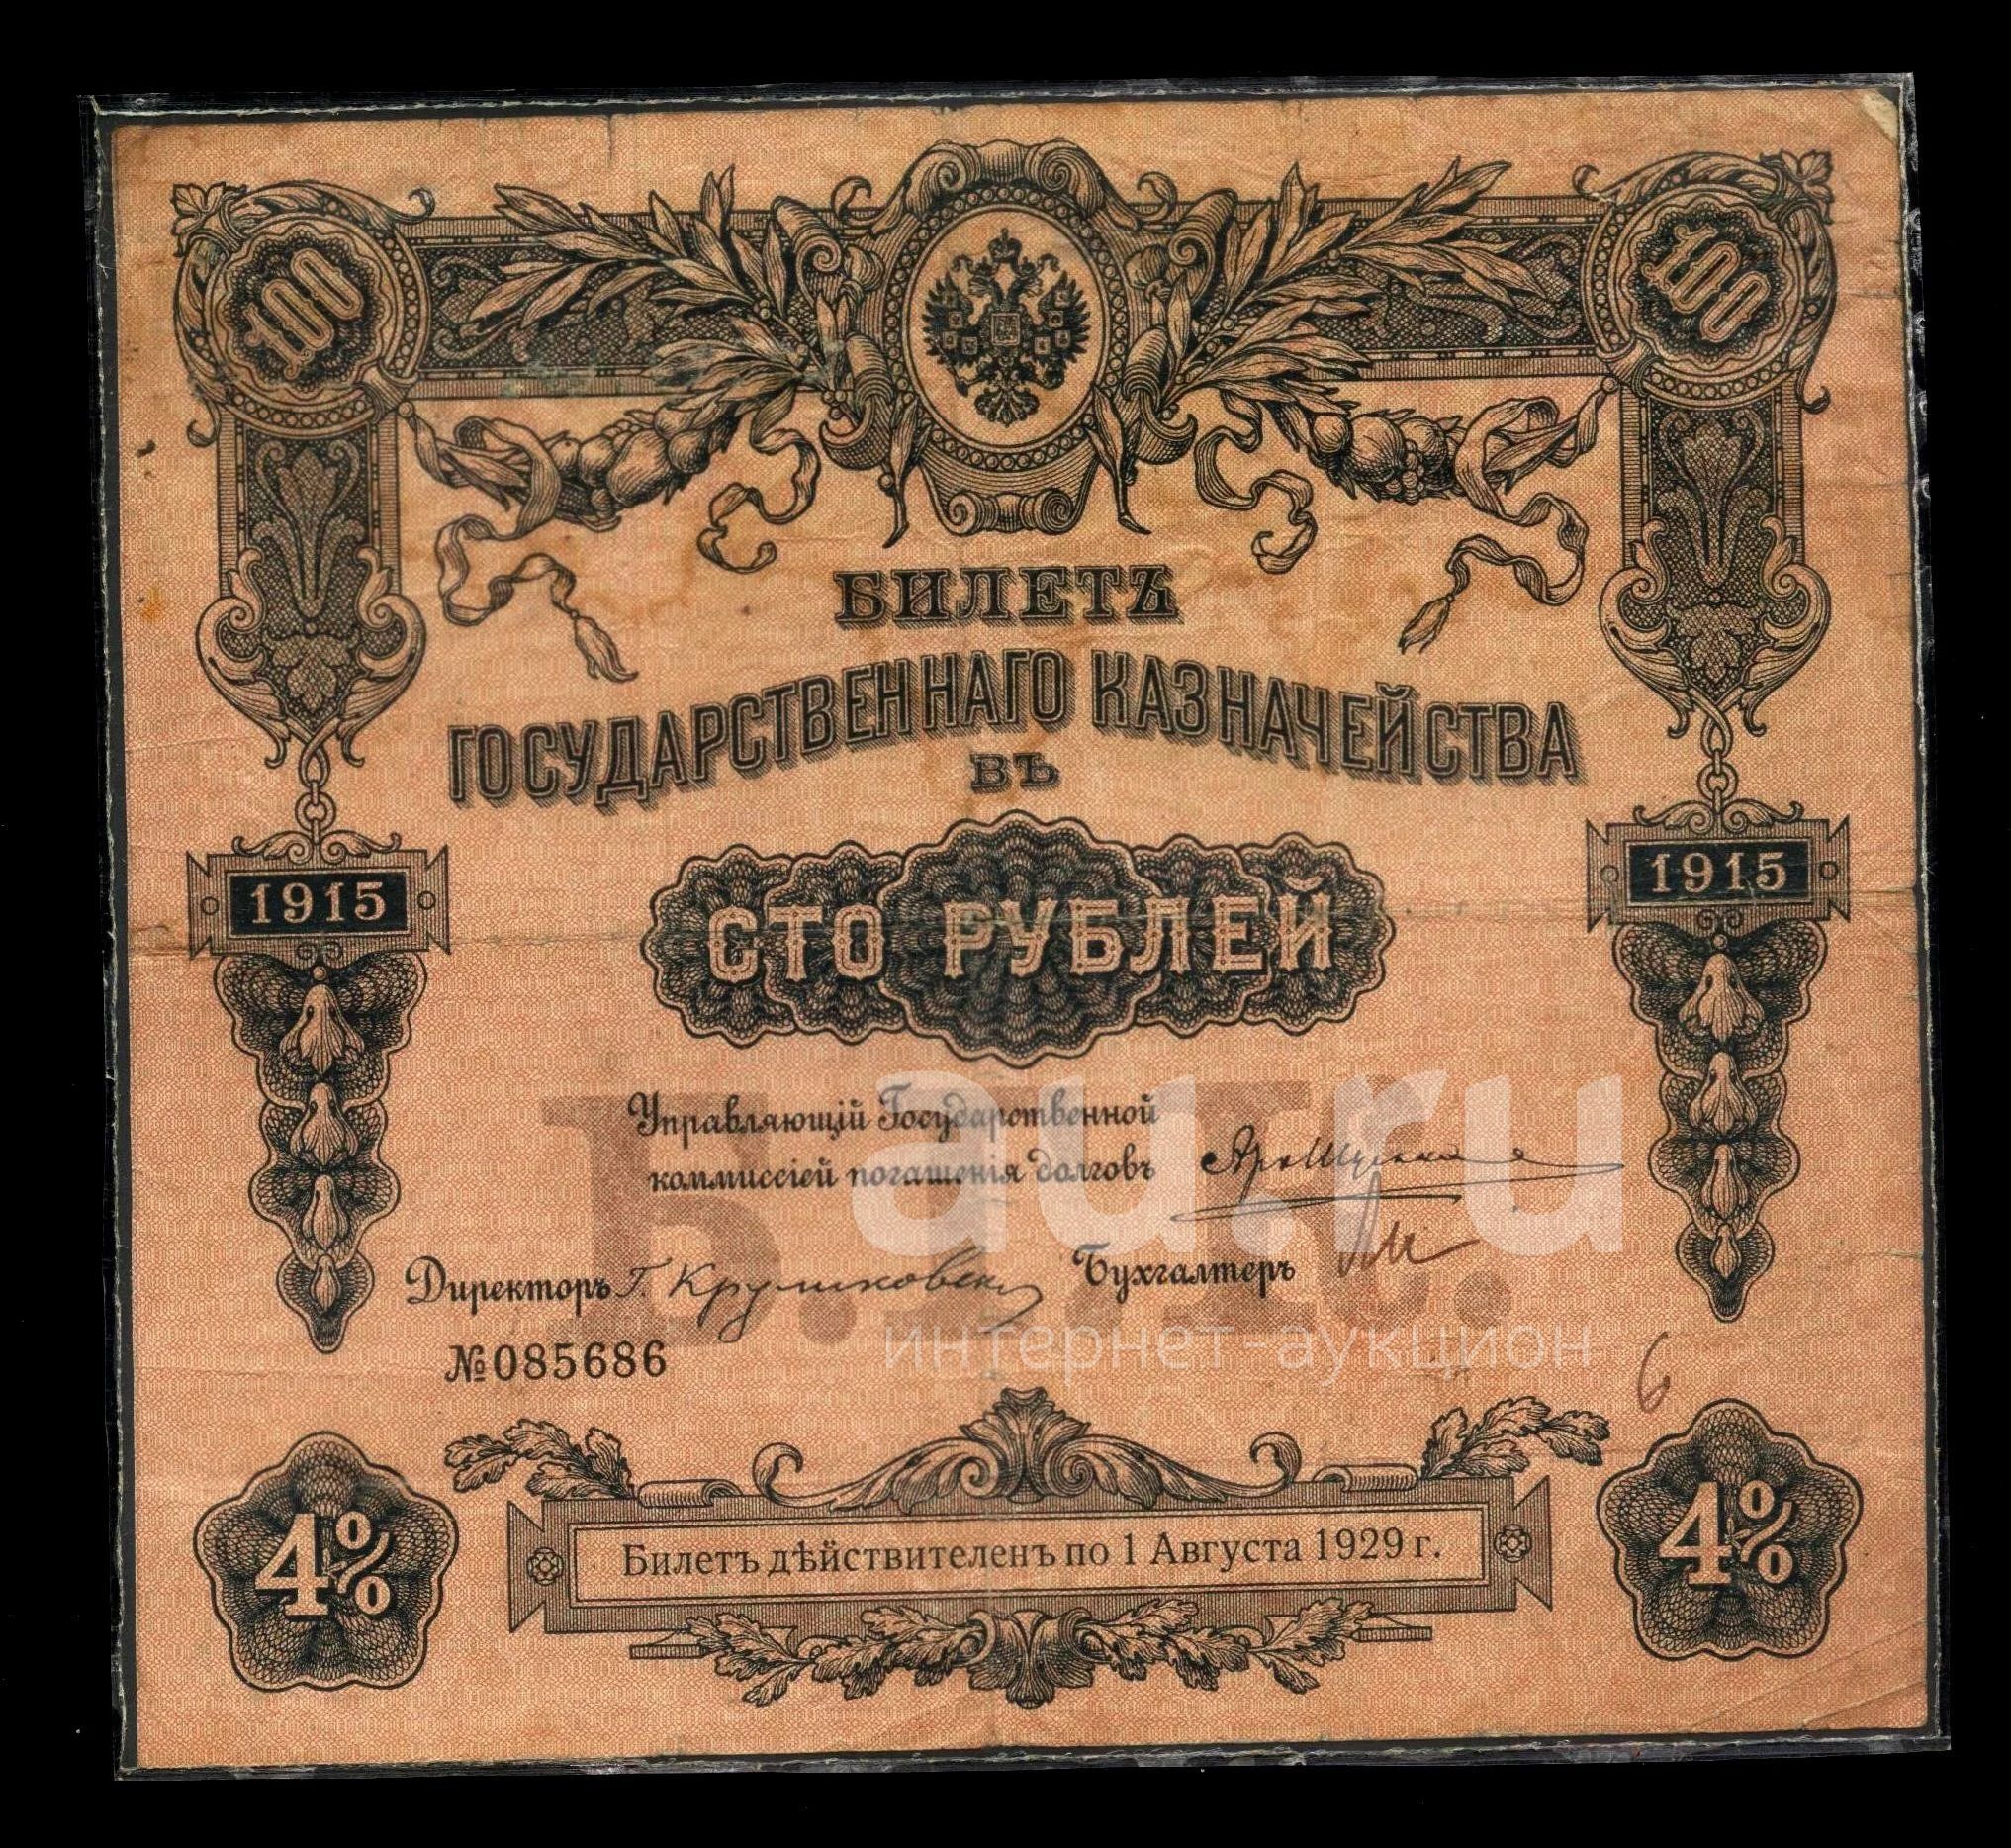 100 100
БИЛЕТЪ
ГОСУДАРСТВЕННАГО КАЗНАЧЕЙСТВА
ВЪ
1915 1915
СТО РУБЛЕЙ
Управляющій Государственной
коммиссіей погашенія долговъ
au.ru
Директоръ Бухгалтеръ
интернет-аукцион
№085686
6
4% 4%
Билетъ дѣйствителенъ по 1 Августа 1929 г.